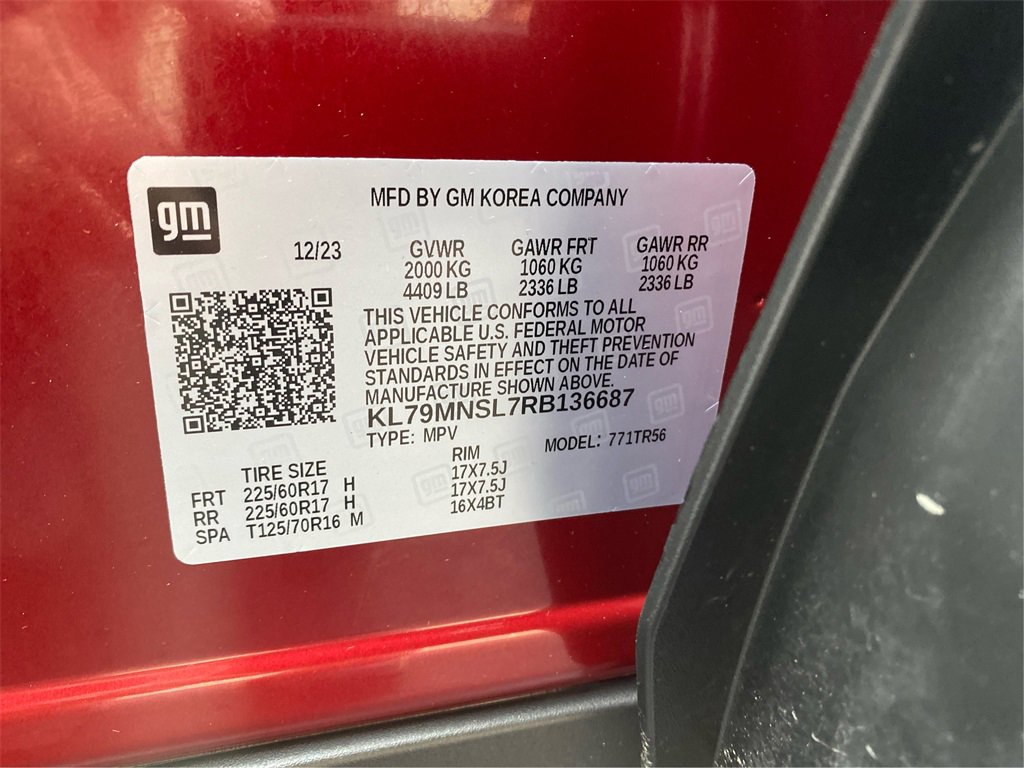 gm
MFD BY GM KOREA COMPANY
12/23 GVWR GAWR FRT GAWR RR
2000 KG 1060 KG 1060 KG
4409 LB 2336 LB 2336 LB
THIS VEHICLE CONFORMS TO ALL
APPLICABLE U.S. FEDERAL MOTOR
VEHICLE SAFETY AND THEFT PREVENTION
STANDARDS IN EFFECT ON THE DATE OF
MANUFACTURE SHOWN ABOVE.
KL79MNSL7RB136687
TYPE: MPV MODEL: 771TR56
TIRE SIZE RIM
FRT 225/60R17 H 17X7.5J
RR 225/60R17 H 17X7.5J
SPA T125/70R16 M 16X4BT